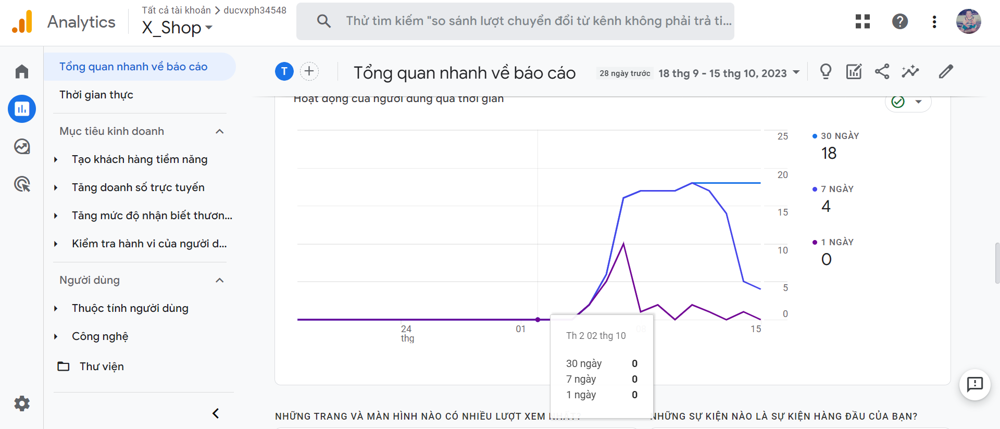 Analytics
Tất cả tài khoản > ducvxph34548
X_Shop
Thử tìm kiếm "so sánh lượt chuyển đổi từ kênh không phải trả ti...
Tổng quan nhanh về báo cáo
Thời gian thực
Mục tiêu kinh doanh
Tạo khách hàng tiềm năng
Tăng doanh số trực tuyến
Tăng mức độ nhận biết thươn...
Kiểm tra hành vi của người d...
Người dùng
Thuộc tính người dùng
Công nghệ
Thư viện
T
Tổng quan nhanh về báo cáo
28 ngày trước
18 thg 9 - 15 thg 10, 2023
Hoạt động của người dùng qua thời gian
25
20
15
10
5
0
24
thg
01
08
15
30 NGÀY
18
7 NGÀY
4
1 NGÀY
0
Th 2 02 thg 10
30 ngày 0
7 ngày 0
1 ngày 0
NHỮNG TRANG VÀ MÀN HÌNH NÀO CÓ NHIỀU LƯỢT XEM NHẤT?
NHỮNG SỰ KIỆN NÀO LÀ SỰ KIỆN HÀNG ĐẦU CỦA BẠN?